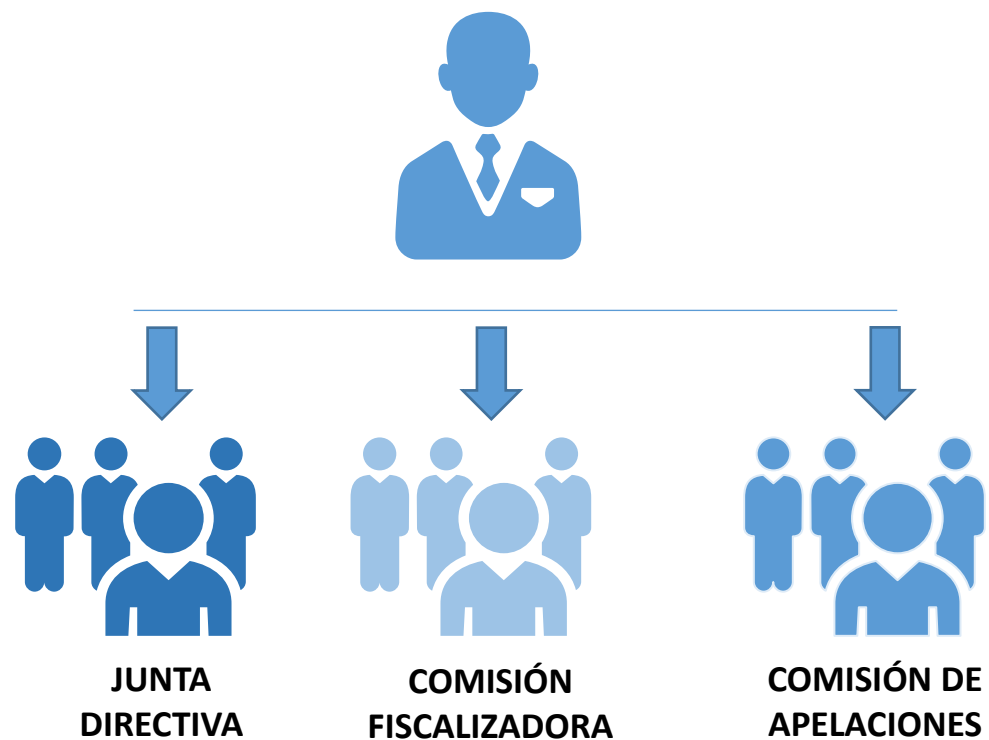 JUNTA
DIRECTIVA
COMISIÓN
FISCALIZADORA
COMISIÓN DE
APELACIONES